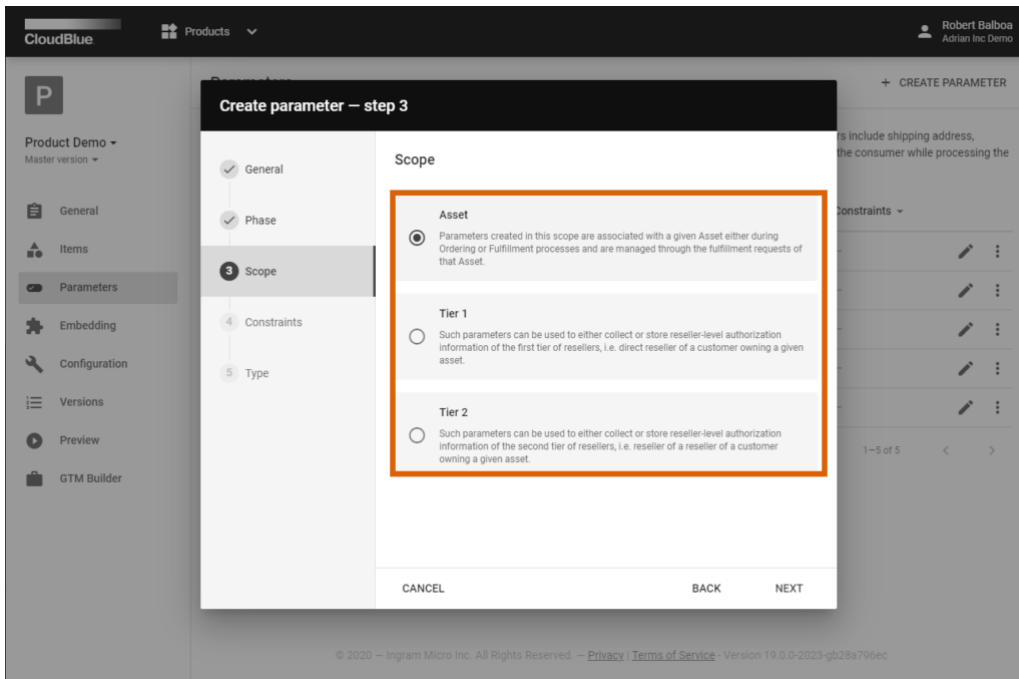 CloudBlue
Products
Robert Balboa
Adrian Inc Demo
P
Product Demo
Master version
General
Items
Parameters
Embedding
Configuration
Versions
Preview
GTM Builder
Parameters
+ CREATE PARAMETER
rs include shipping address,
the consumer while processing the
Constraints
1–5 of 5
Create parameter — step 3
General
Phase
3 Scope
4 Constraints
5 Type
Scope
Asset
Parameters created in this scope are associated with a given Asset either during
Ordering or Fulfillment processes and are managed through the fulfillment requests of
that Asset.
Tier 1
Such parameters can be used to either collect or store reseller-level authorization
information of the first tier of resellers, i.e. direct reseller of a customer owning a given
asset.
Tier 2
Such parameters can be used to either collect or store reseller-level authorization
information of the second tier of resellers, i.e. reseller of a reseller of a customer
owning a given asset.
CANCEL
BACK
NEXT
© 2020 — Ingram Micro Inc. All Rights Reserved. — Privacy | Terms of Service - Version 19.0.0-2023-gb28a796ec